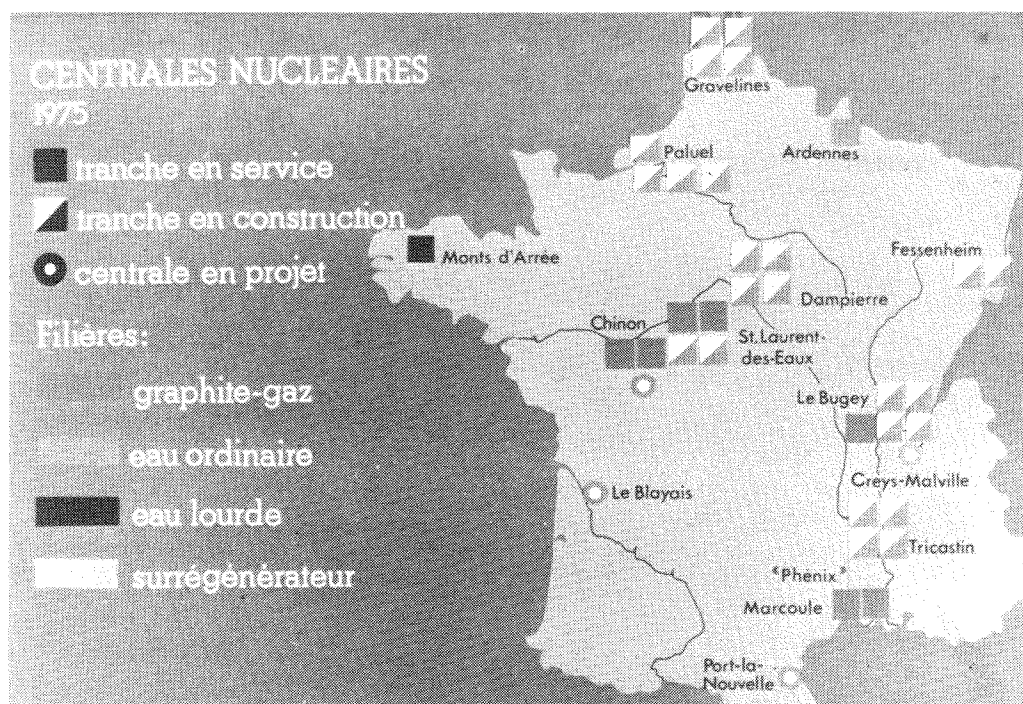 CENTRALES NUCLEAIRES
1975
tranche en service
tranche en construction
centrale en projet
Filières:
graphite-gaz
eau ordinaire
eau lourde
surrégénérateur
Gravelines
Paluel
Ardennes
Monts d'Arrée
Fessenheim
Dampierre
Chinon
St.Laurent-
des-Eaux
Le Bugey
Creys-Malville
Le Blayais
Tricastin
"Phénix"
Marcoule
Port-la-
Nouvelle